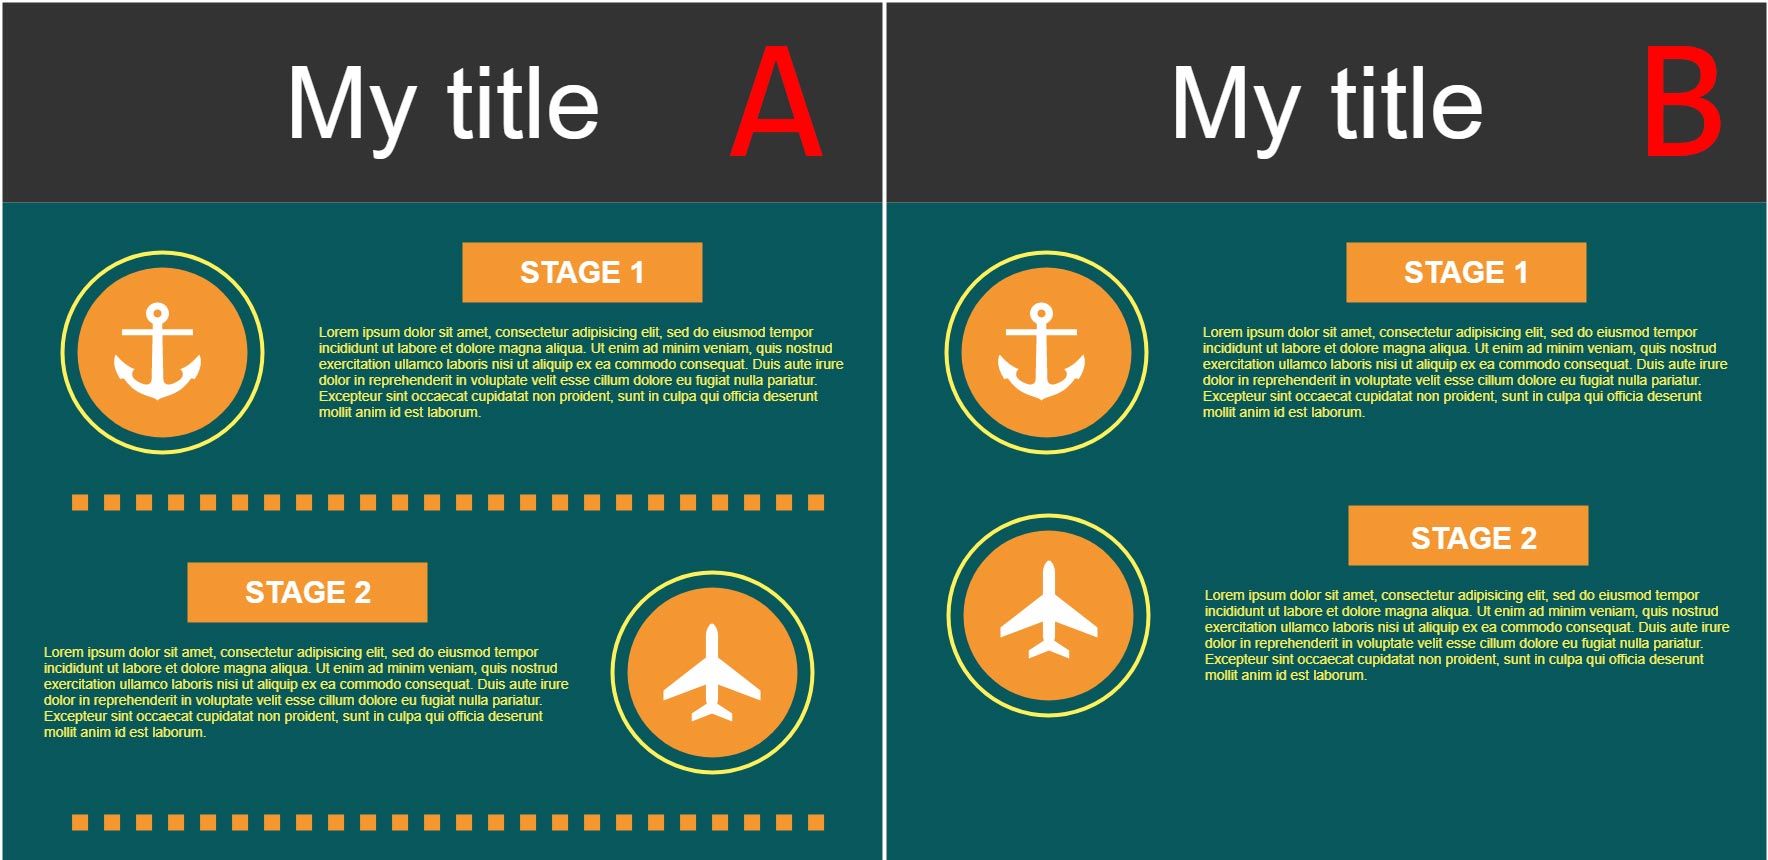 My title A
STAGE 1
Lorem ipsum dolor sit amet, consectetur adipisicing elit, sed do eiusmod tempor
incididunt ut labore et dolore magna aliqua. Ut enim ad minim veniam, quis nostrud
exercitation ullamco laboris nisi ut aliquip ex ea commodo consequat. Duis aute irure
dolor in reprehenderit in voluptate velit esse cillum dolore eu fugiat nulla pariatur.
Excepteur sint occaecat cupidatat non proident, sunt in culpa qui officia deserunt
mollit anim id est laborum.
STAGE 2
Lorem ipsum dolor sit amet, consectetur adipisicing elit, sed do eiusmod tempor
incididunt ut labore et dolore magna aliqua. Ut enim ad minim veniam, quis nostrud
exercitation ullamco laboris nisi ut aliquip ex ea commodo consequat. Duis aute irure
dolor in reprehenderit in voluptate velit esse cillum dolore eu fugiat nulla pariatur.
Excepteur sint occaecat cupidatat non proident, sunt in culpa qui officia deserunt
mollit anim id est laborum.
My title B
STAGE 1
Lorem ipsum dolor sit amet, consectetur adipisicing elit, sed do eiusmod tempor
incididunt ut labore et dolore magna aliqua. Ut enim ad minim veniam, quis nostrud
exercitation ullamco laboris nisi ut aliquip ex ea commodo consequat. Duis aute irure
dolor in reprehenderit in voluptate velit esse cillum dolore eu fugiat nulla pariatur.
Excepteur sint occaecat cupidatat non proident, sunt in culpa qui officia deserunt
mollit anim id est laborum.
STAGE 2
Lorem ipsum dolor sit amet, consectetur adipisicing elit, sed do eiusmod tempor
incididunt ut labore et dolore magna aliqua. Ut enim ad minim veniam, quis nostrud
exercitation ullamco laboris nisi ut aliquip ex ea commodo consequat. Duis aute irure
dolor in reprehenderit in voluptate velit esse cillum dolore eu fugiat nulla pariatur.
Excepteur sint occaecat cupidatat non proident, sunt in culpa qui officia deserunt
mollit anim id est laborum.